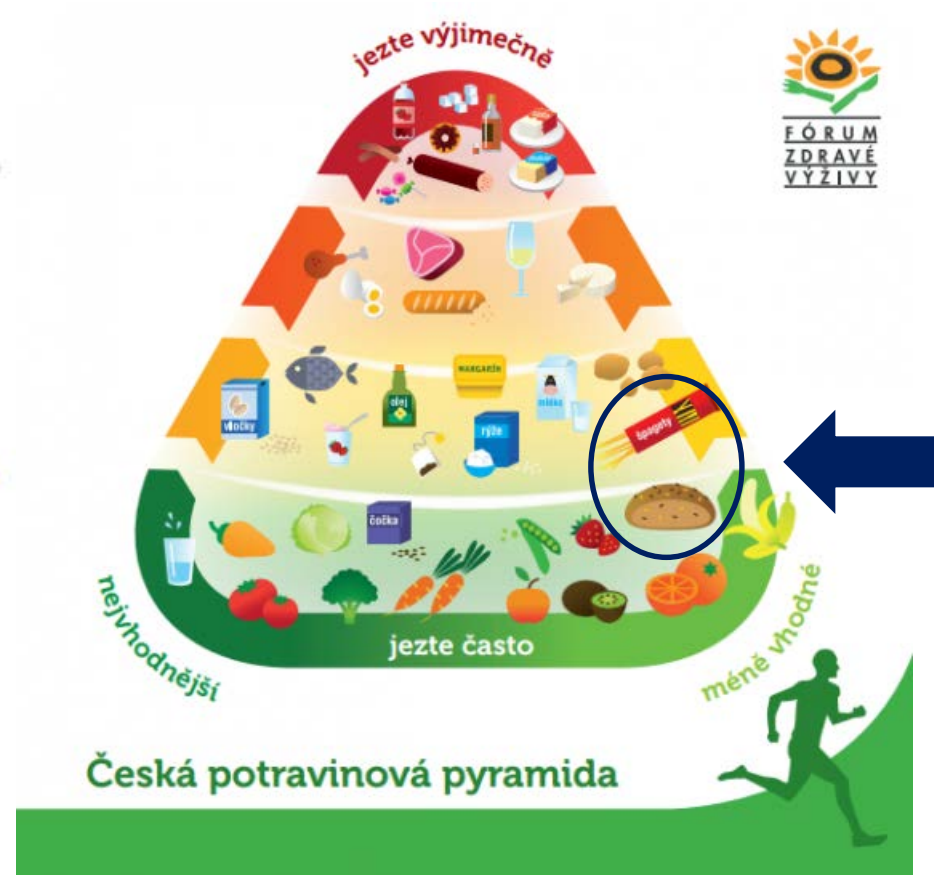 jezte výjimečně
FÓRUM
ZDRAVÉ
VÝŽIVY
MARGARÍN
olej
mléko
vločky
rýže
špagety
čočka
nejvhodnější
méně vhodné
jezte často
Česká potravinová pyramida